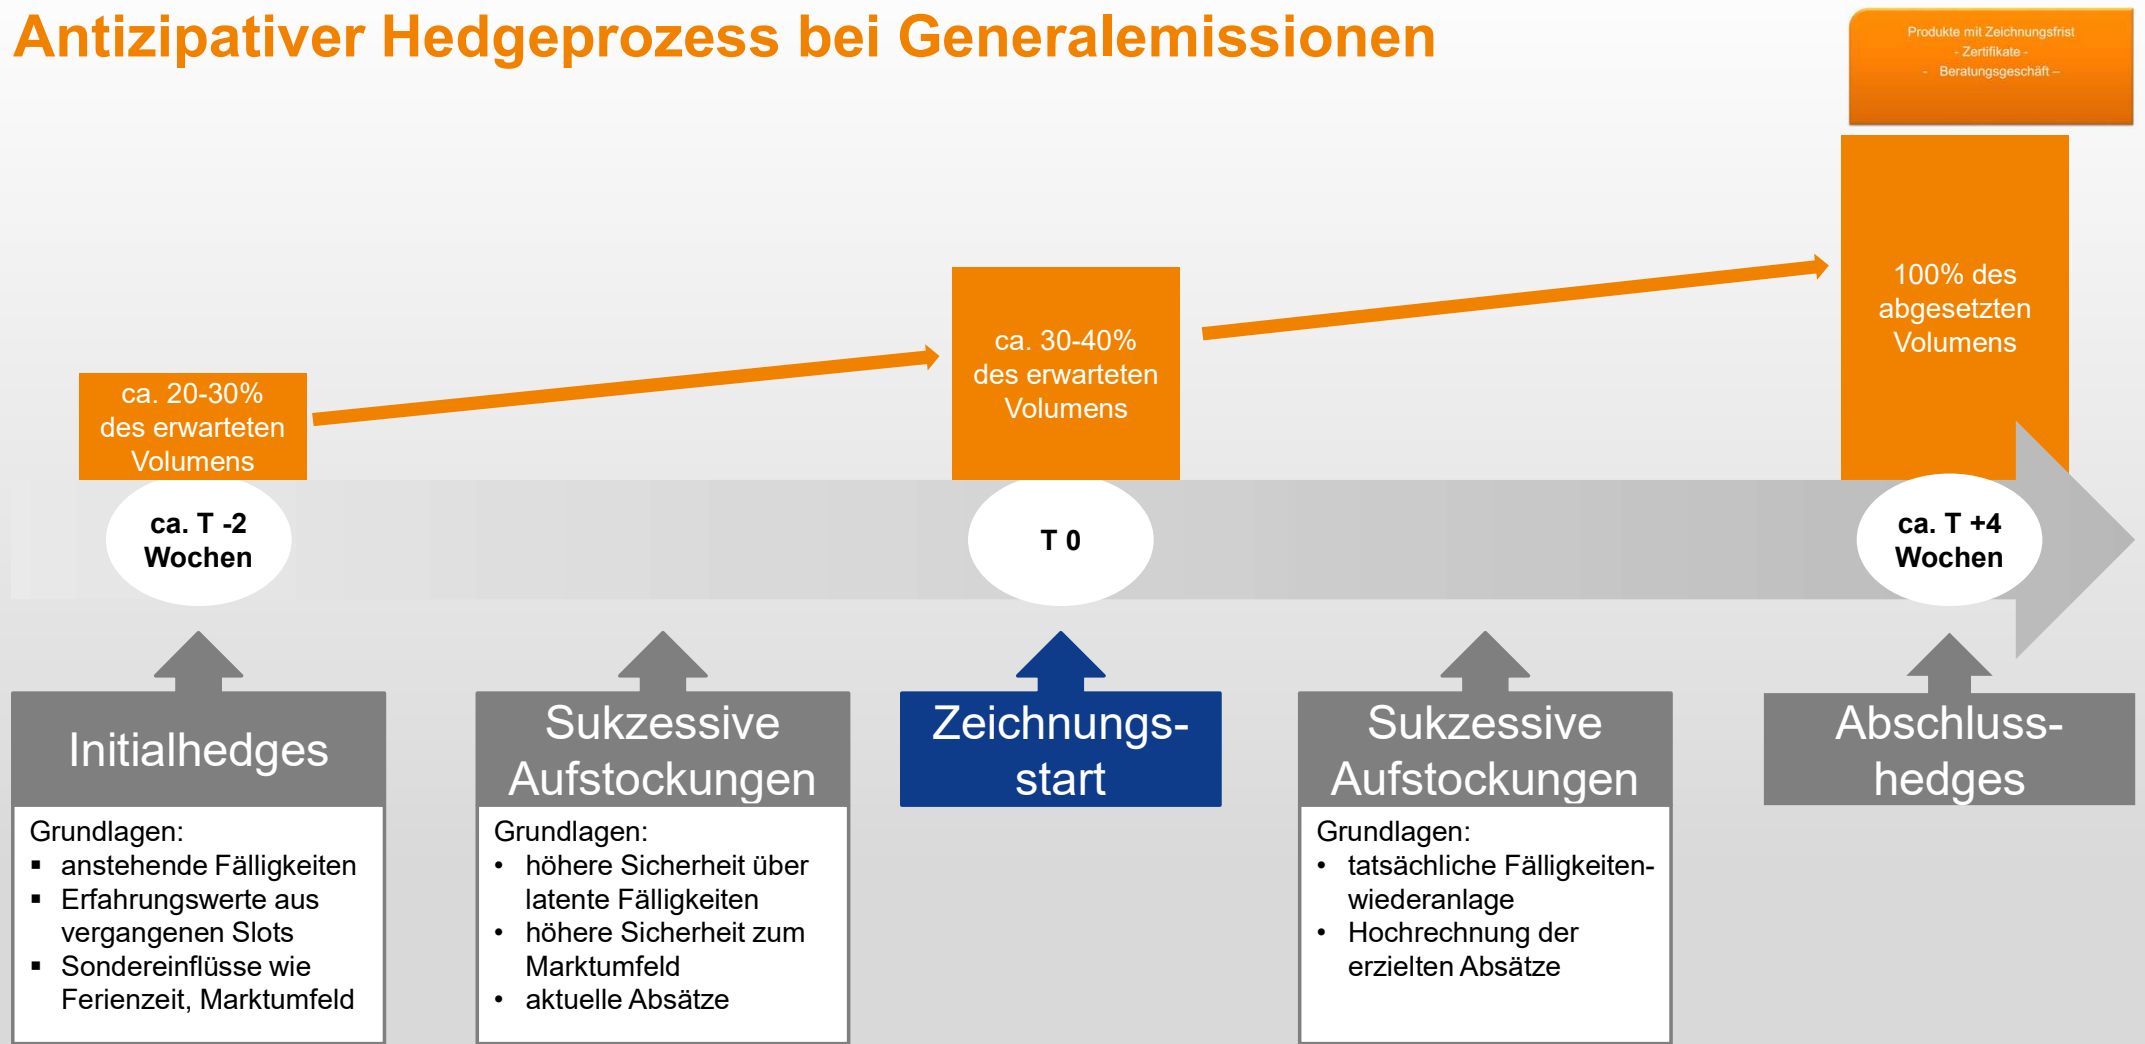 Antizipativer Hedgeprozess bei Generalemissionen
Produkte mit Zeichnungsfrist
- Zertifikate -
- Beratungsgeschäft –
ca. 20-30%
des erwarteten
Volumens
ca. 30-40%
des erwarteten
Volumens
100% des
abgesetzten
Volumens
ca. T -2
Wochen
T 0
ca. T +4
Wochen
Initialhedges
Grundlagen:
▪ anstehende Fälligkeiten
▪ Erfahrungswerte aus
vergangenen Slots
▪ Sondereinflüsse wie
Ferienzeit, Marktumfeld
Sukzessive
Aufstockungen
Grundlagen:
• höhere Sicherheit über
latente Fälligkeiten
• höhere Sicherheit zum
Marktumfeld
• aktuelle Absätze
Zeichnungs-
start
Sukzessive
Aufstockungen
Grundlagen:
• tatsächliche Fälligkeiten-
wiederanlage
• Hochrechnung der
erzielten Absätze
Abschluss-
hedges